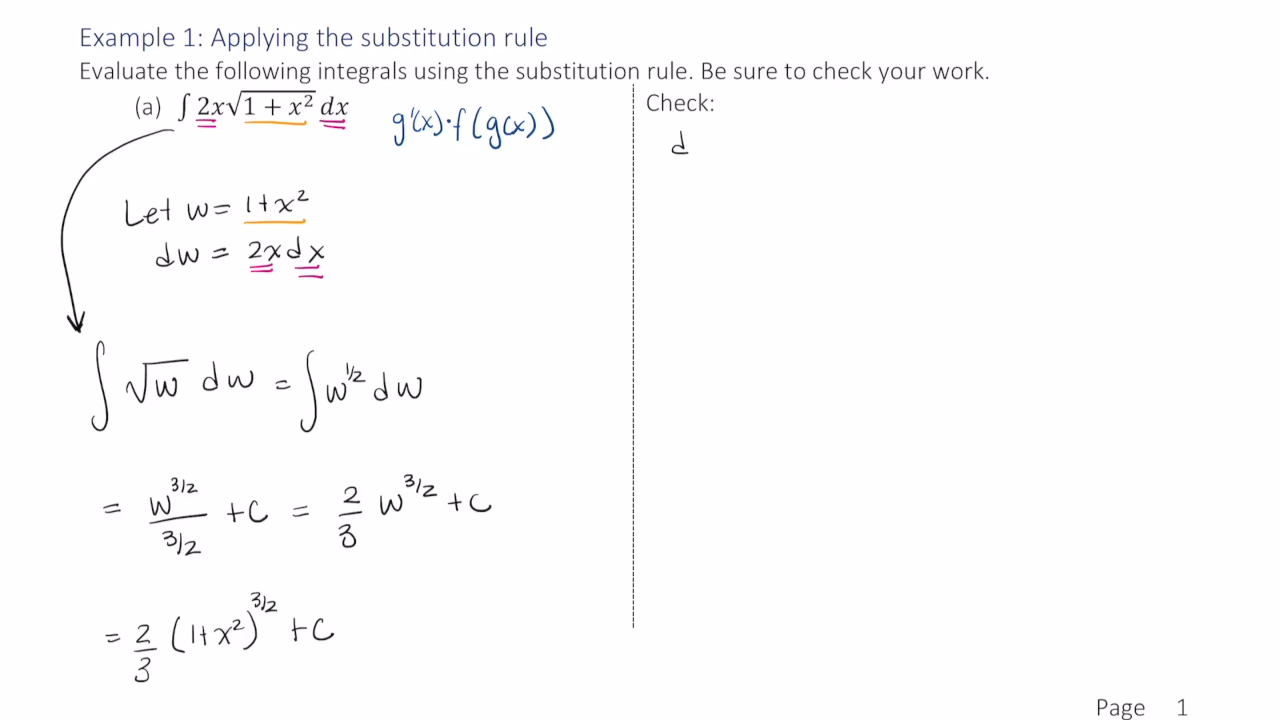 Example 1: Applying the substitution rule
Evaluate the following integrals using the substitution rule. Be sure to check your work.
(a) ∫ 2x√(1 + x²) dx
g'(x)·f(g(x))
Let w = 1+x²
dw = 2x dx
∫ √w dw = ∫ w^(1/2) dw
= w^(3/2)/(3/2) + C = 2/3 w^(3/2) + C
= 2/3 (1+x²)^(3/2) + C
Check:
d
Page 1